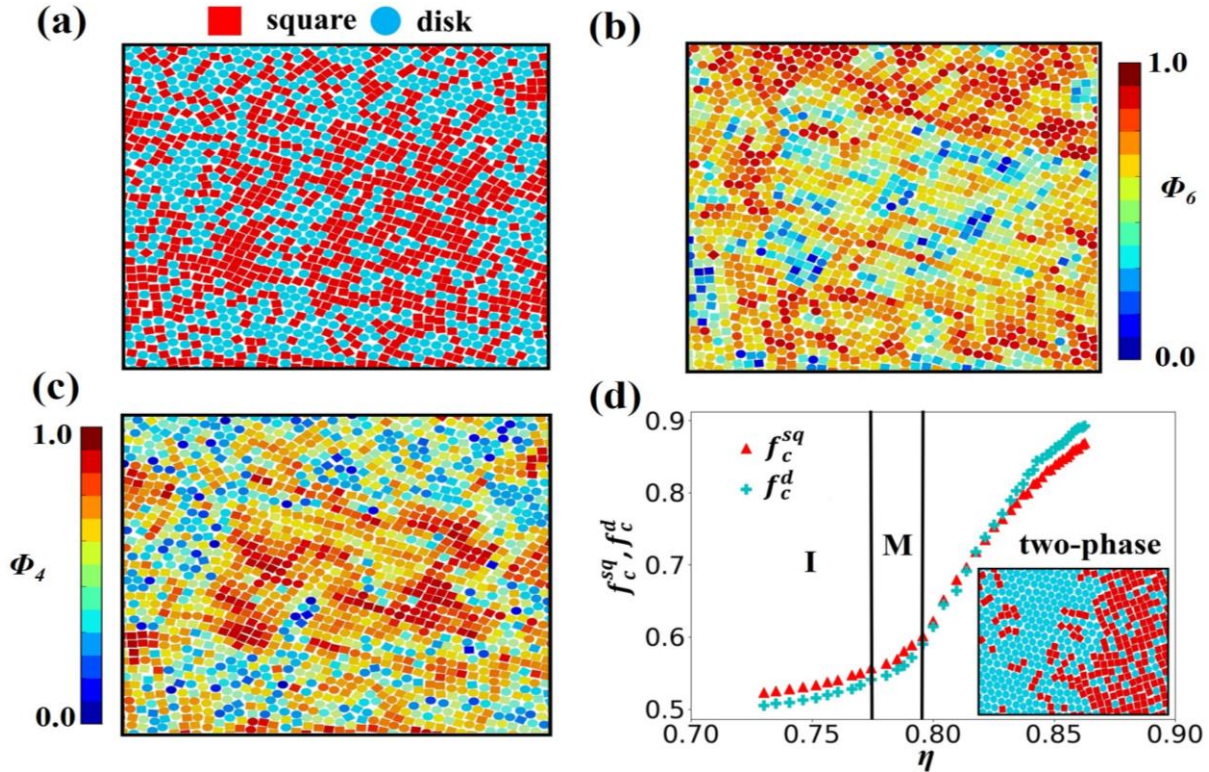 (a) square disk
(b)
1.0
Φ6
0.0
(c)
1.0
Φ4
0.0
(d)
0.9
0.8
0.7
0.6
0.5
f_c^sq, f_c^d
f_c^sq
f_c^d
I
M
two-phase
0.70 0.75 0.80 0.85 0.90
η